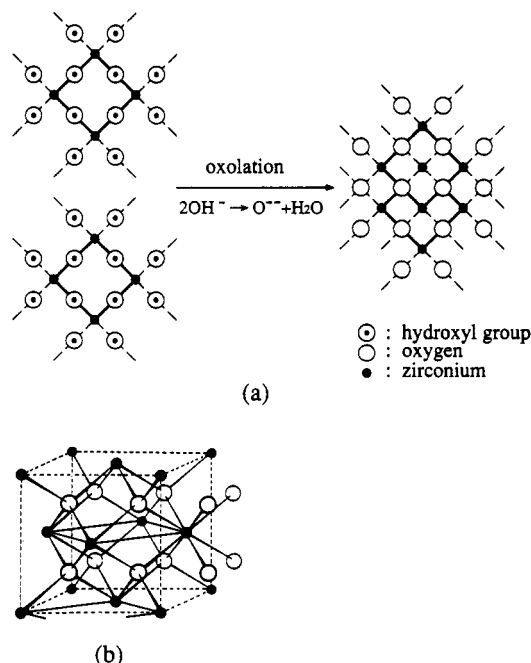 oxolation
2OH⁻ → O⁻⁻+H2O
: hydroxyl group
: oxygen
: zirconium
(a)
(b)